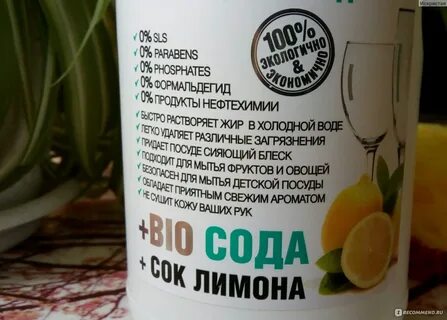 100%
ЭКОЛОГИЧНО
&
ЭКОНОМИЧНО
✓ 0% SLS
✓ 0% PARABENS
✓ 0% PHOSPHATES
✓ 0% ФОРМАЛЬДЕГИД
✓ 0% ПРОДУКТЫ НЕФТЕХИМИИ
✓ БЫСТРО РАСТВОРЯЕТ ЖИР В ХОЛОДНОЙ ВОДЕ
✓ ЛЕГКО УДАЛЯЕТ РАЗЛИЧНЫЕ ЗАГРЯЗНЕНИЯ
✓ ПРИДАЕТ ПОСУДЕ СИЯЮЩИЙ БЛЕСК
✓ ПОДХОДИТ ДЛЯ МЫТЬЯ ФРУКТОВ И ОВОЩЕЙ
✓ БЕЗОПАСЕН ДЛЯ МЫТЬЯ ДЕТСКОЙ ПОСУДЫ
✓ ОБЛАДАЕТ ПРИЯТНЫМ СВЕЖИМ АРОМАТОМ
✓ НЕ СУШИТ КОЖУ ВАШИХ РУК
+BIO СОДА
+ СОК ЛИМОНА
IRECOMMEND.RU